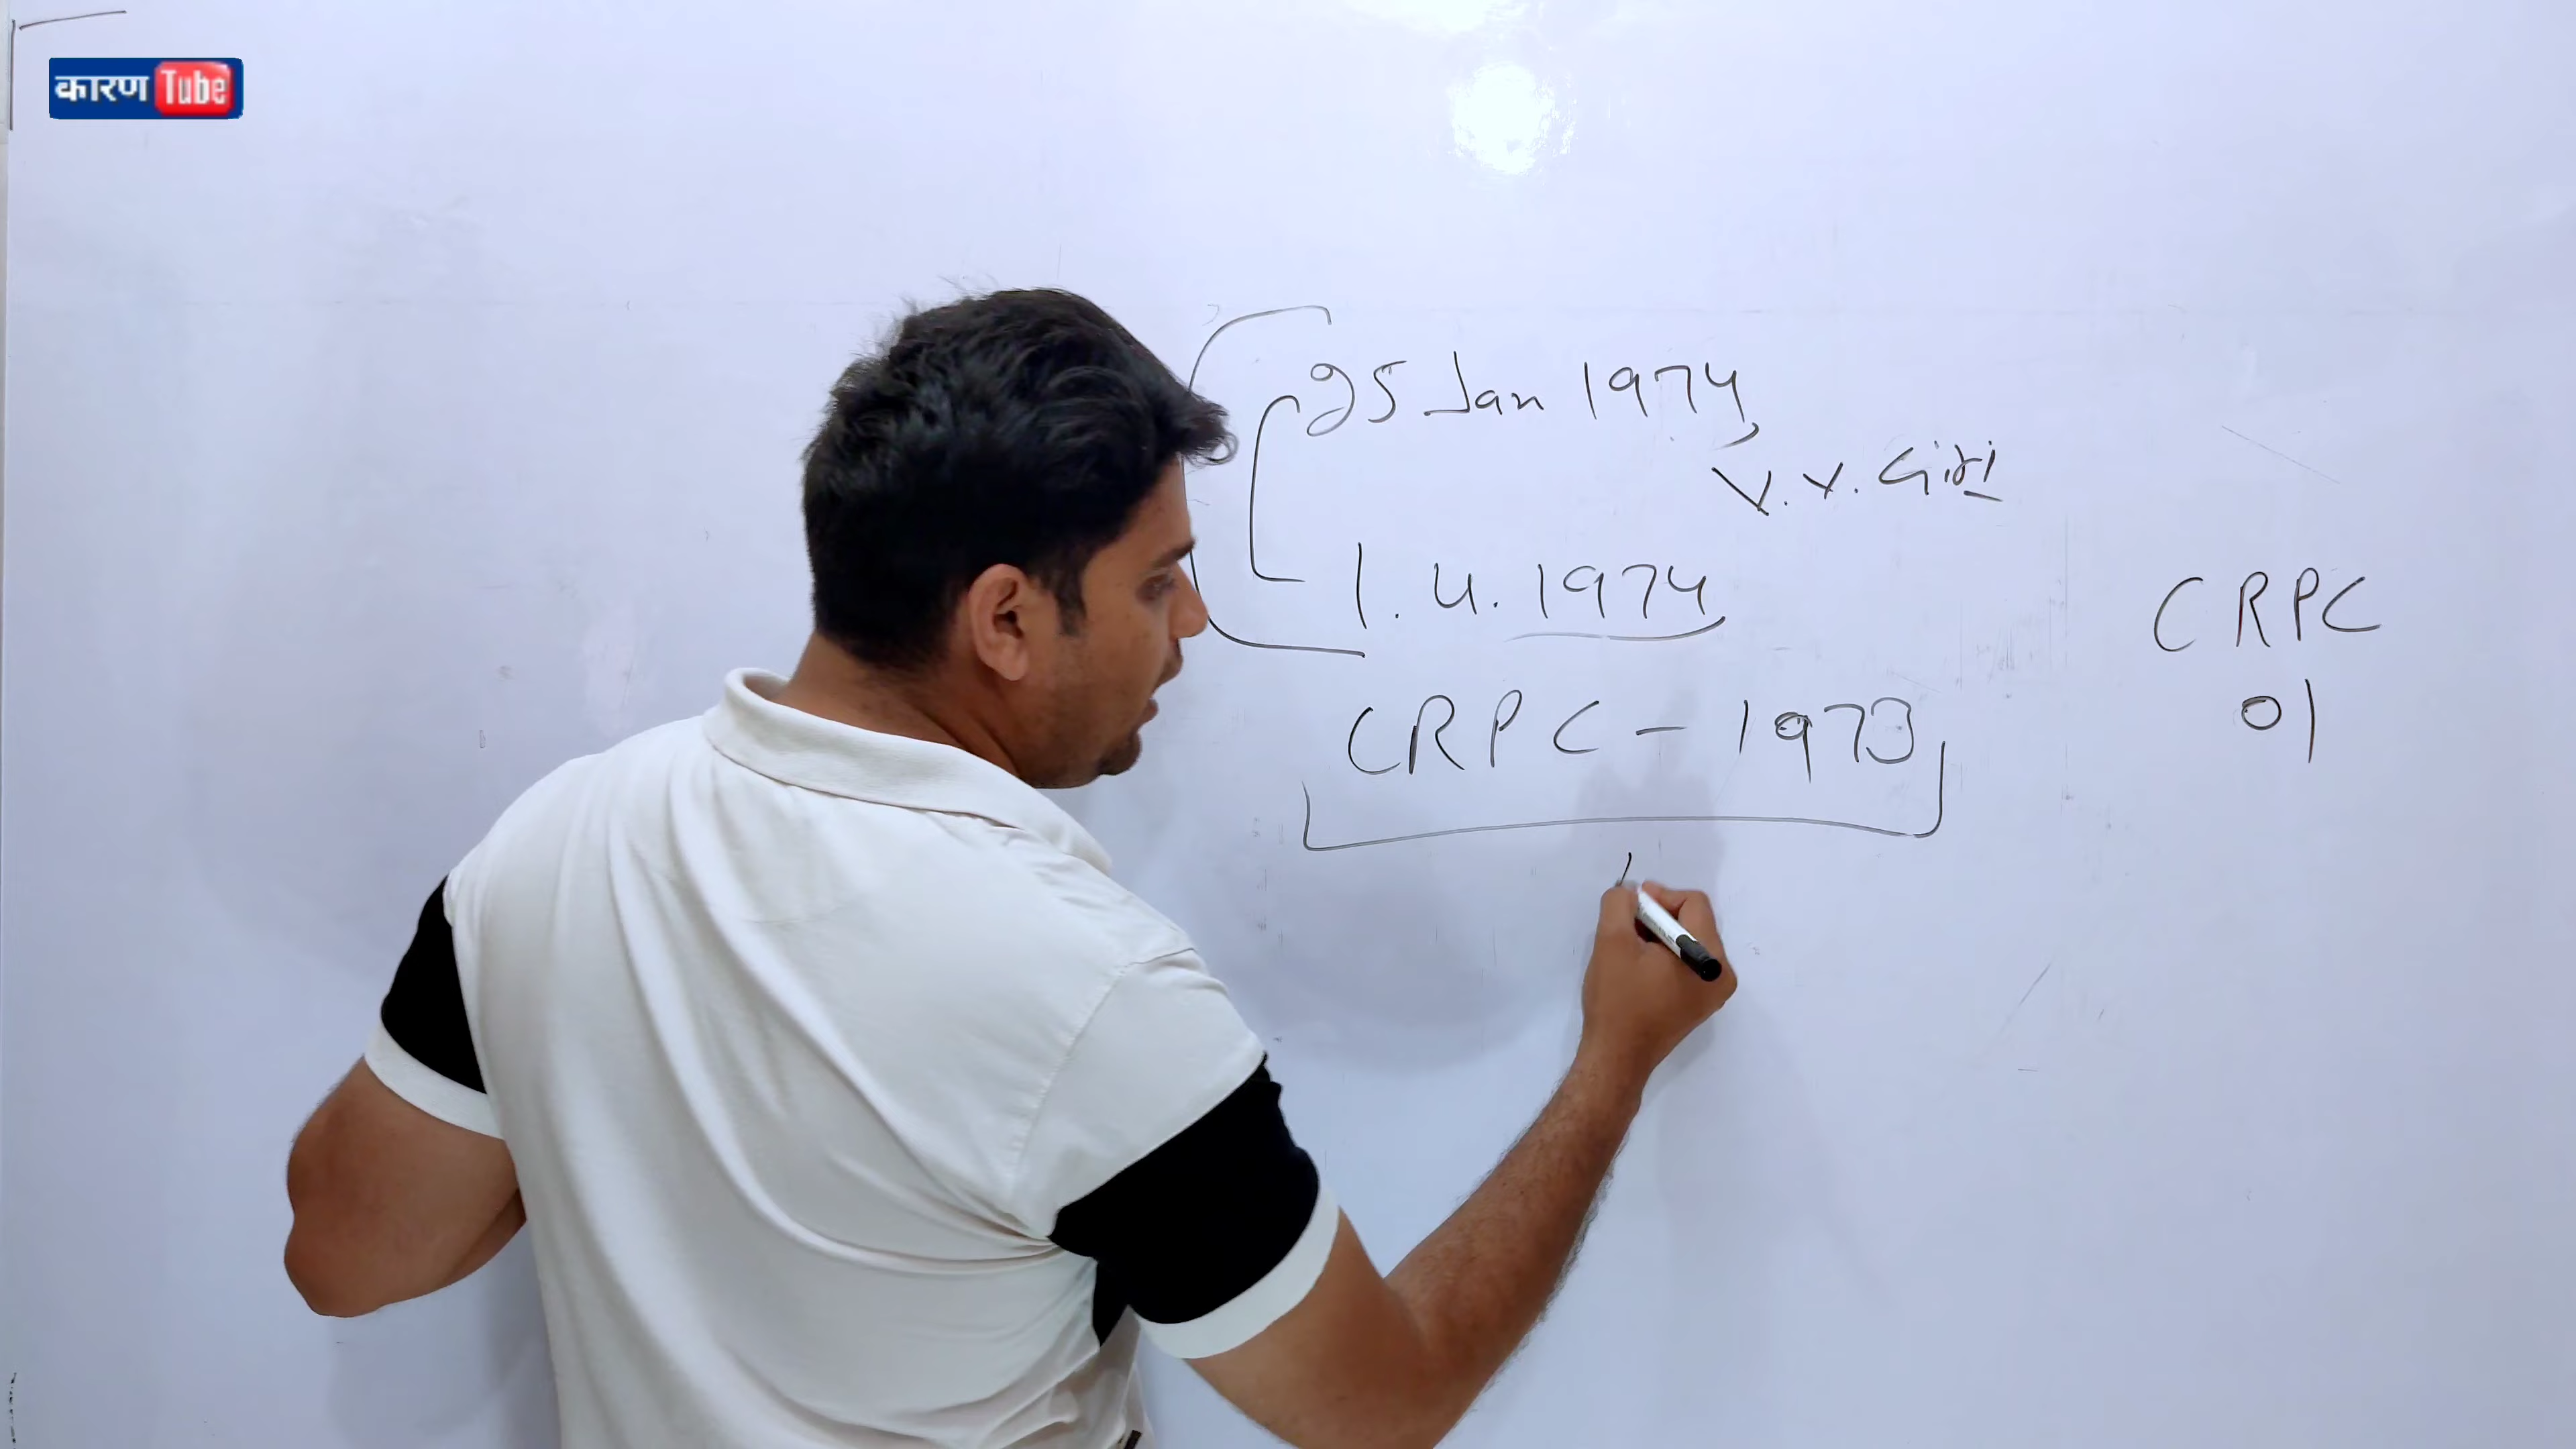 कारण Tube
25 Jan 1974,
V. V. Giri
1. 4. 1974
CRPC - 1973
CRPC
01